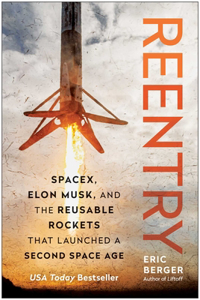 REENTRY
SPACEX,
ELON MUSK, AND
THE REUSABLE
ROCKETS
THAT LAUNCHED A
SECOND SPACE AGE
USA Today Bestseller
ERIC
BERGER
Author of Liftoff